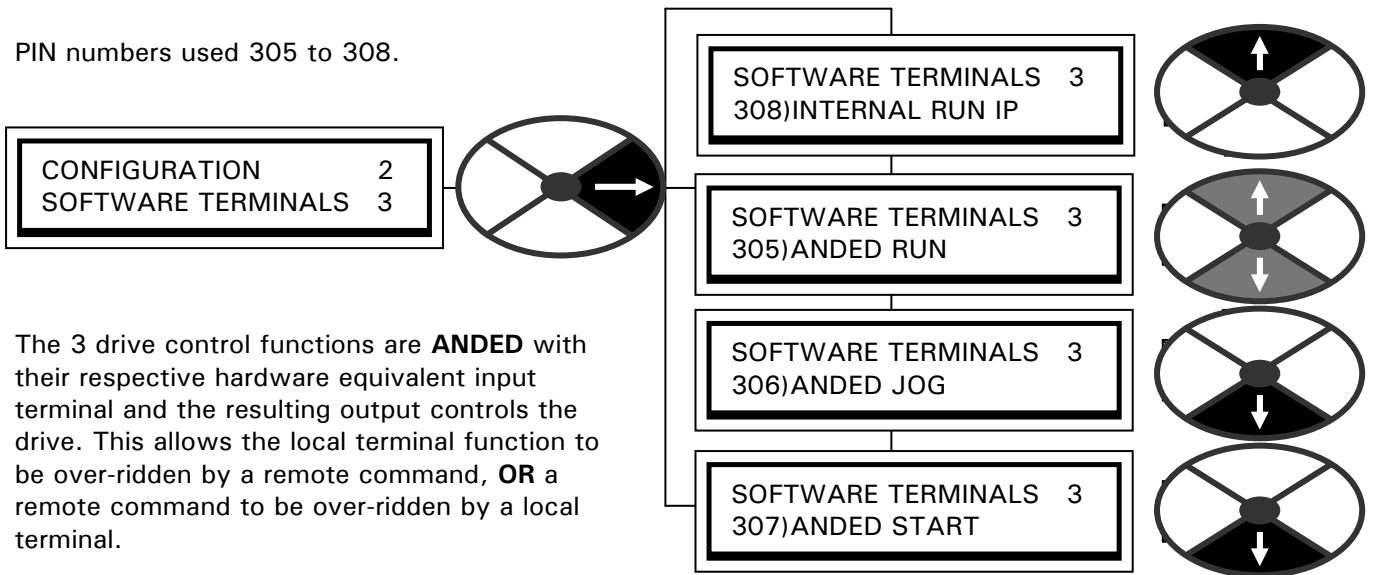 PIN numbers used 305 to 308.
CONFIGURATION 2
SOFTWARE TERMINALS 3
The 3 drive control functions are ANDED with
their respective hardware equivalent input
terminal and the resulting output controls the
drive. This allows the local terminal function to
be over-ridden by a remote command, OR a
remote command to be over-ridden by a local
terminal.
SOFTWARE TERMINALS 3
308)INTERNAL RUN IP
SOFTWARE TERMINALS 3
305)ANDED RUN
SOFTWARE TERMINALS 3
306)ANDED JOG
SOFTWARE TERMINALS 3
307)ANDED START